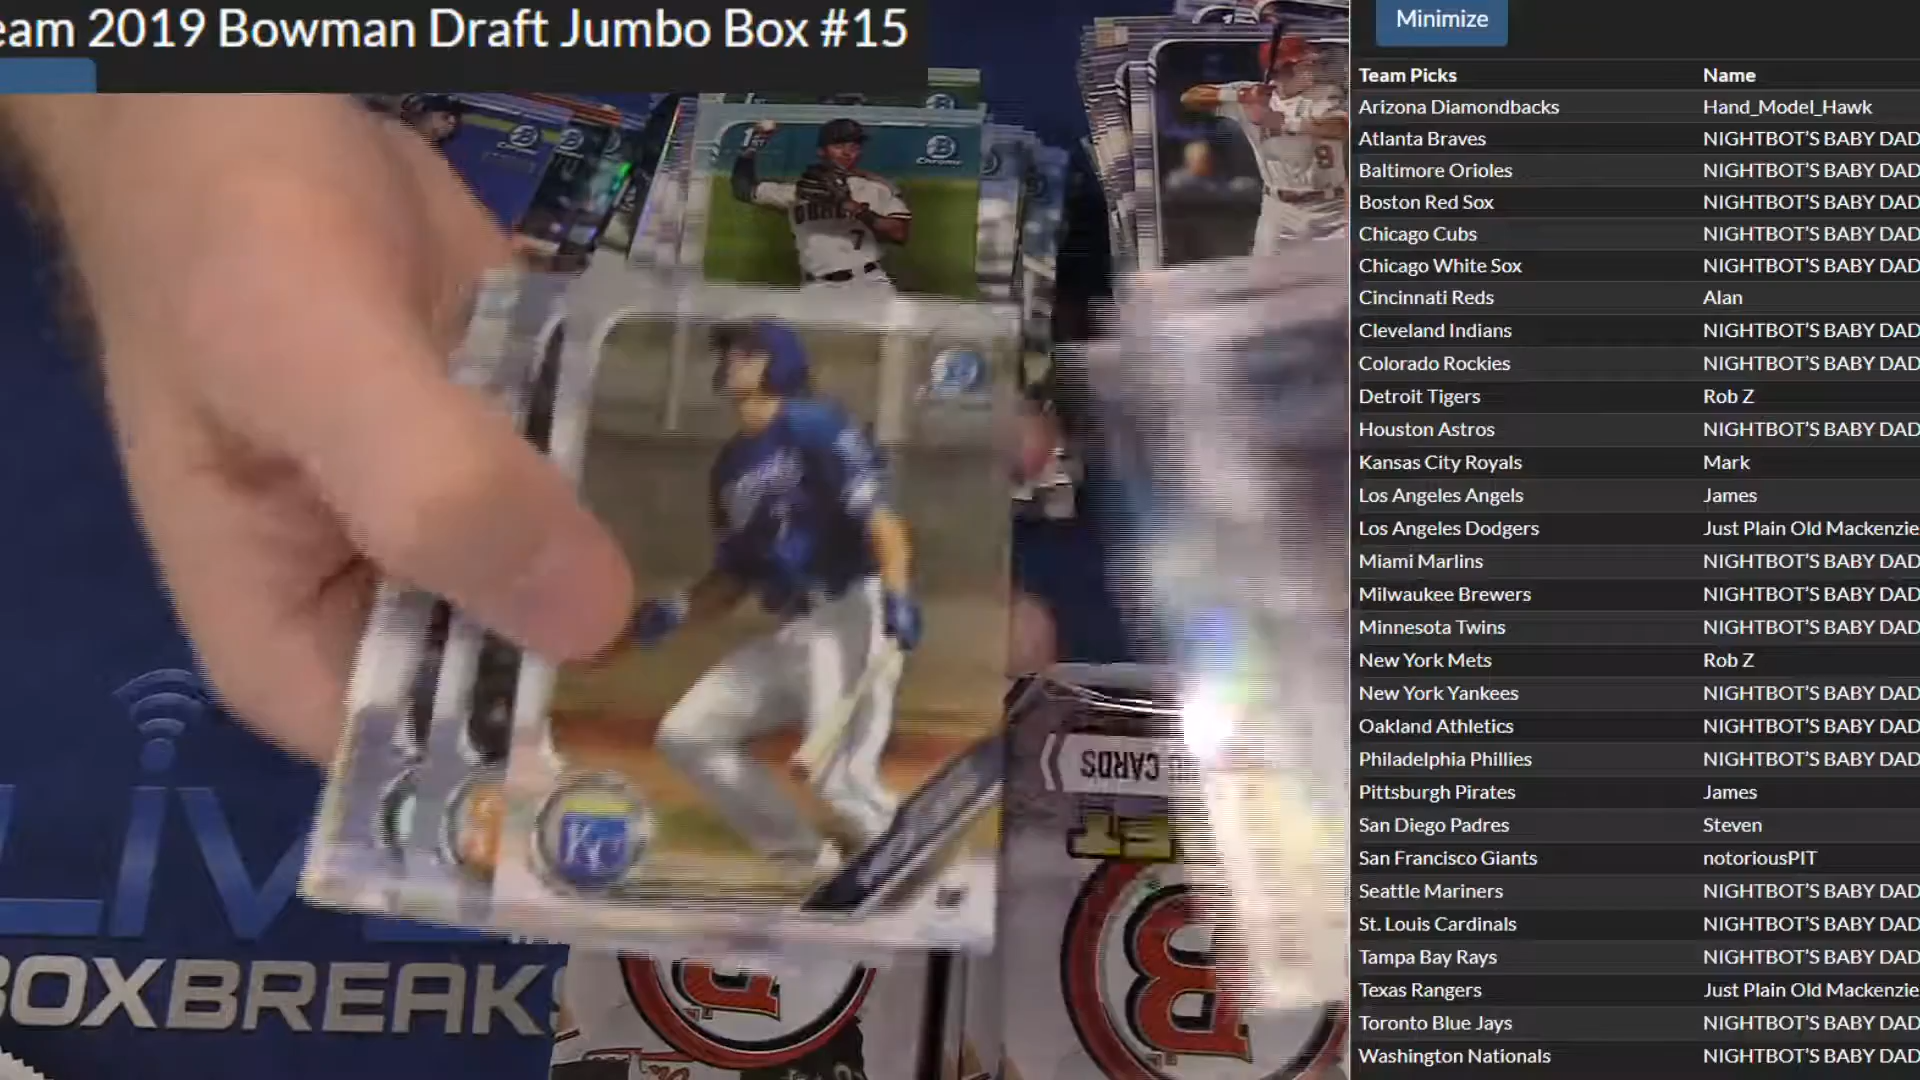 eam 2019 Bowman Draft Jumbo Box #15
Minimize
Team Picks Name
Arizona Diamondbacks Hand_Model_Hawk
Atlanta Braves NIGHTBOT'S BABY DAD
Baltimore Orioles NIGHTBOT'S BABY DAD
Boston Red Sox NIGHTBOT'S BABY DAD
Chicago Cubs NIGHTBOT'S BABY DAD
Chicago White Sox NIGHTBOT'S BABY DAD
Cincinnati Reds Alan
Cleveland Indians NIGHTBOT'S BABY DAD
Colorado Rockies NIGHTBOT'S BABY DAD
Detroit Tigers Rob Z
Houston Astros NIGHTBOT'S BABY DAD
Kansas City Royals Mark
Los Angeles Angels James
Los Angeles Dodgers Just Plain Old Mackenzie
Miami Marlins NIGHTBOT'S BABY DAD
Milwaukee Brewers NIGHTBOT'S BABY DAD
Minnesota Twins NIGHTBOT'S BABY DAD
New York Mets Rob Z
New York Yankees NIGHTBOT'S BABY DAD
Oakland Athletics NIGHTBOT'S BABY DAD
Philadelphia Phillies NIGHTBOT'S BABY DAD
Pittsburgh Pirates James
San Diego Padres Steven
San Francisco Giants notoriousPIT
Seattle Mariners NIGHTBOT'S BABY DAD
St. Louis Cardinals NIGHTBOT'S BABY DAD
Tampa Bay Rays NIGHTBOT'S BABY DAD
Texas Rangers Just Plain Old Mackenzie
Toronto Blue Jays NIGHTBOT'S BABY DAD
Washington Nationals NIGHTBOT'S BABY DAD
1ST
B
Chrome
7
KC
CARDS
B
LIV
BOXBREAKS